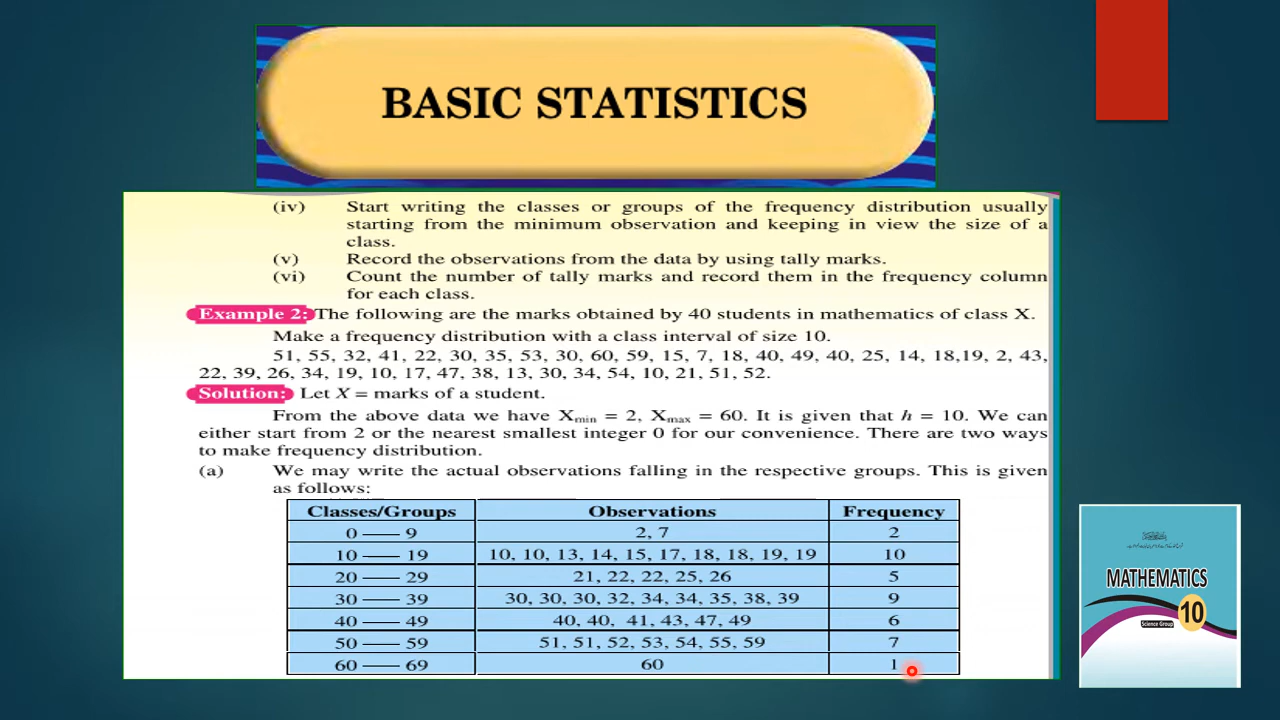 BASIC STATISTICS
(iv) Start writing the classes or groups of the frequency distribution usually
starting from the minimum observation and keeping in view the size of a
class.
(v) Record the observations from the data by using tally marks.
(vi) Count the number of tally marks and record them in the frequency column
for each class.
Example 2: The following are the marks obtained by 40 students in mathematics of class X.
Make a frequency distribution with a class interval of size 10.
51, 55, 32, 41, 22, 30, 35, 53, 30, 60, 59, 15, 7, 18, 40, 49, 40, 25, 14, 18,19, 2, 43,
22, 39, 26, 34, 19, 10, 17, 47, 38, 13, 30, 34, 54, 10, 21, 51, 52.
Solution: Let X = marks of a student.
From the above data we have Xmin = 2, Xmax = 60. It is given that h = 10. We can
either start from 2 or the nearest smallest integer 0 for our convenience. There are two ways
to make frequency distribution.
(a) We may write the actual observations falling in the respective groups. This is given
as follows:
Classes/Groups Observations Frequency
0 — 9 2, 7 2
10 — 19 10, 10, 13, 14, 15, 17, 18, 18, 19, 19 10
20 — 29 21, 22, 22, 25, 26 5
30 — 39 30, 30, 30, 32, 34, 34, 35, 38, 39 9
40 — 49 40, 40, 41, 43, 47, 49 6
50 — 59 51, 51, 52, 53, 54, 55, 59 7
60 — 69 60 1
MATHEMATICS
10
Science Group